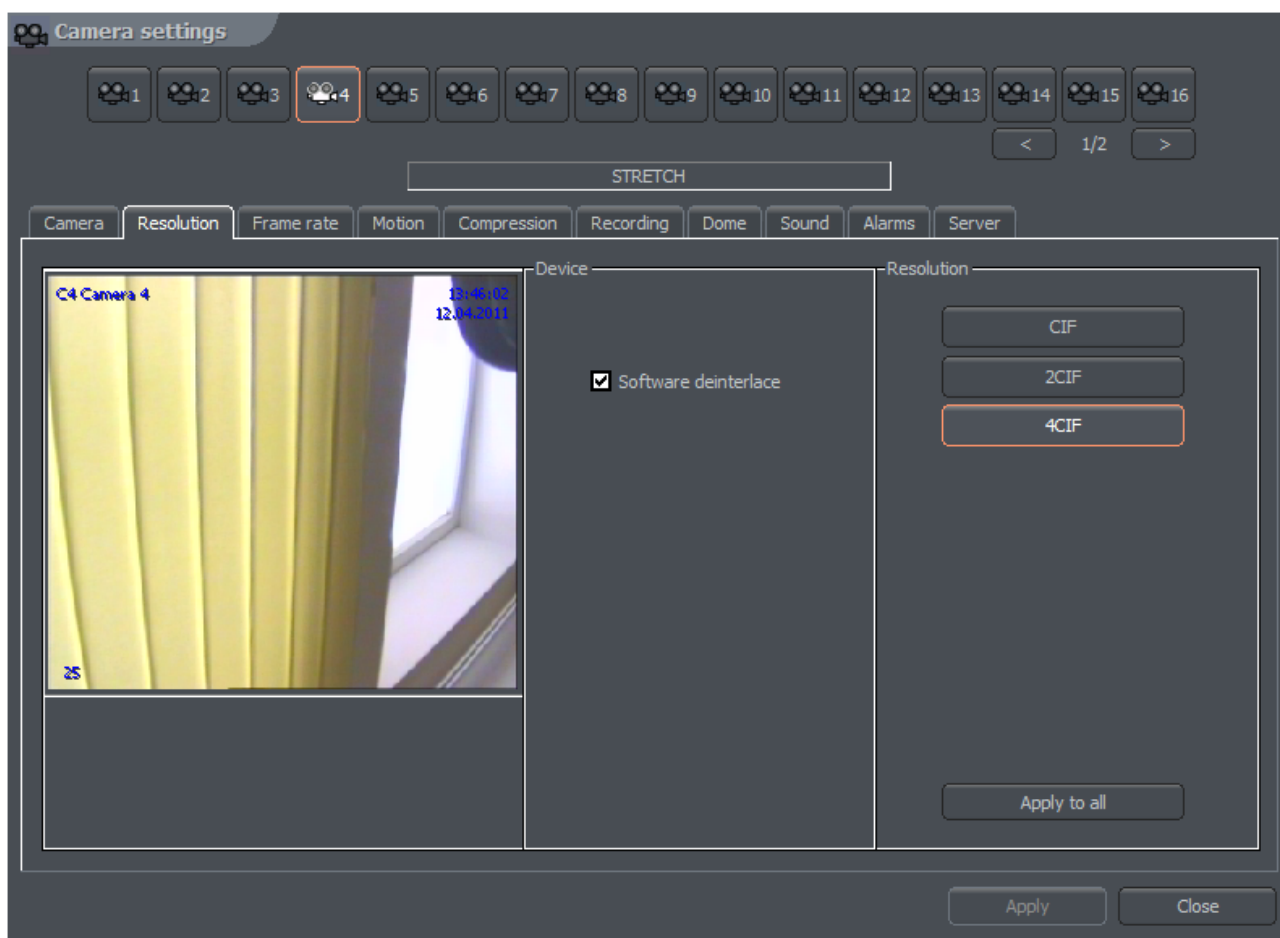 Camera settings
1 2 3 4 5 6 7 8 9 10 11 12 13 14 15 16
< 1/2 >
STRETCH
Camera Resolution Frame rate Motion Compression Recording Dome Sound Alarms Server
C4 Camera 4
13:46:02
12.04.2011
25
Device
Software deinterlace
Resolution
CIF
2CIF
4CIF
Apply to all
Apply Close